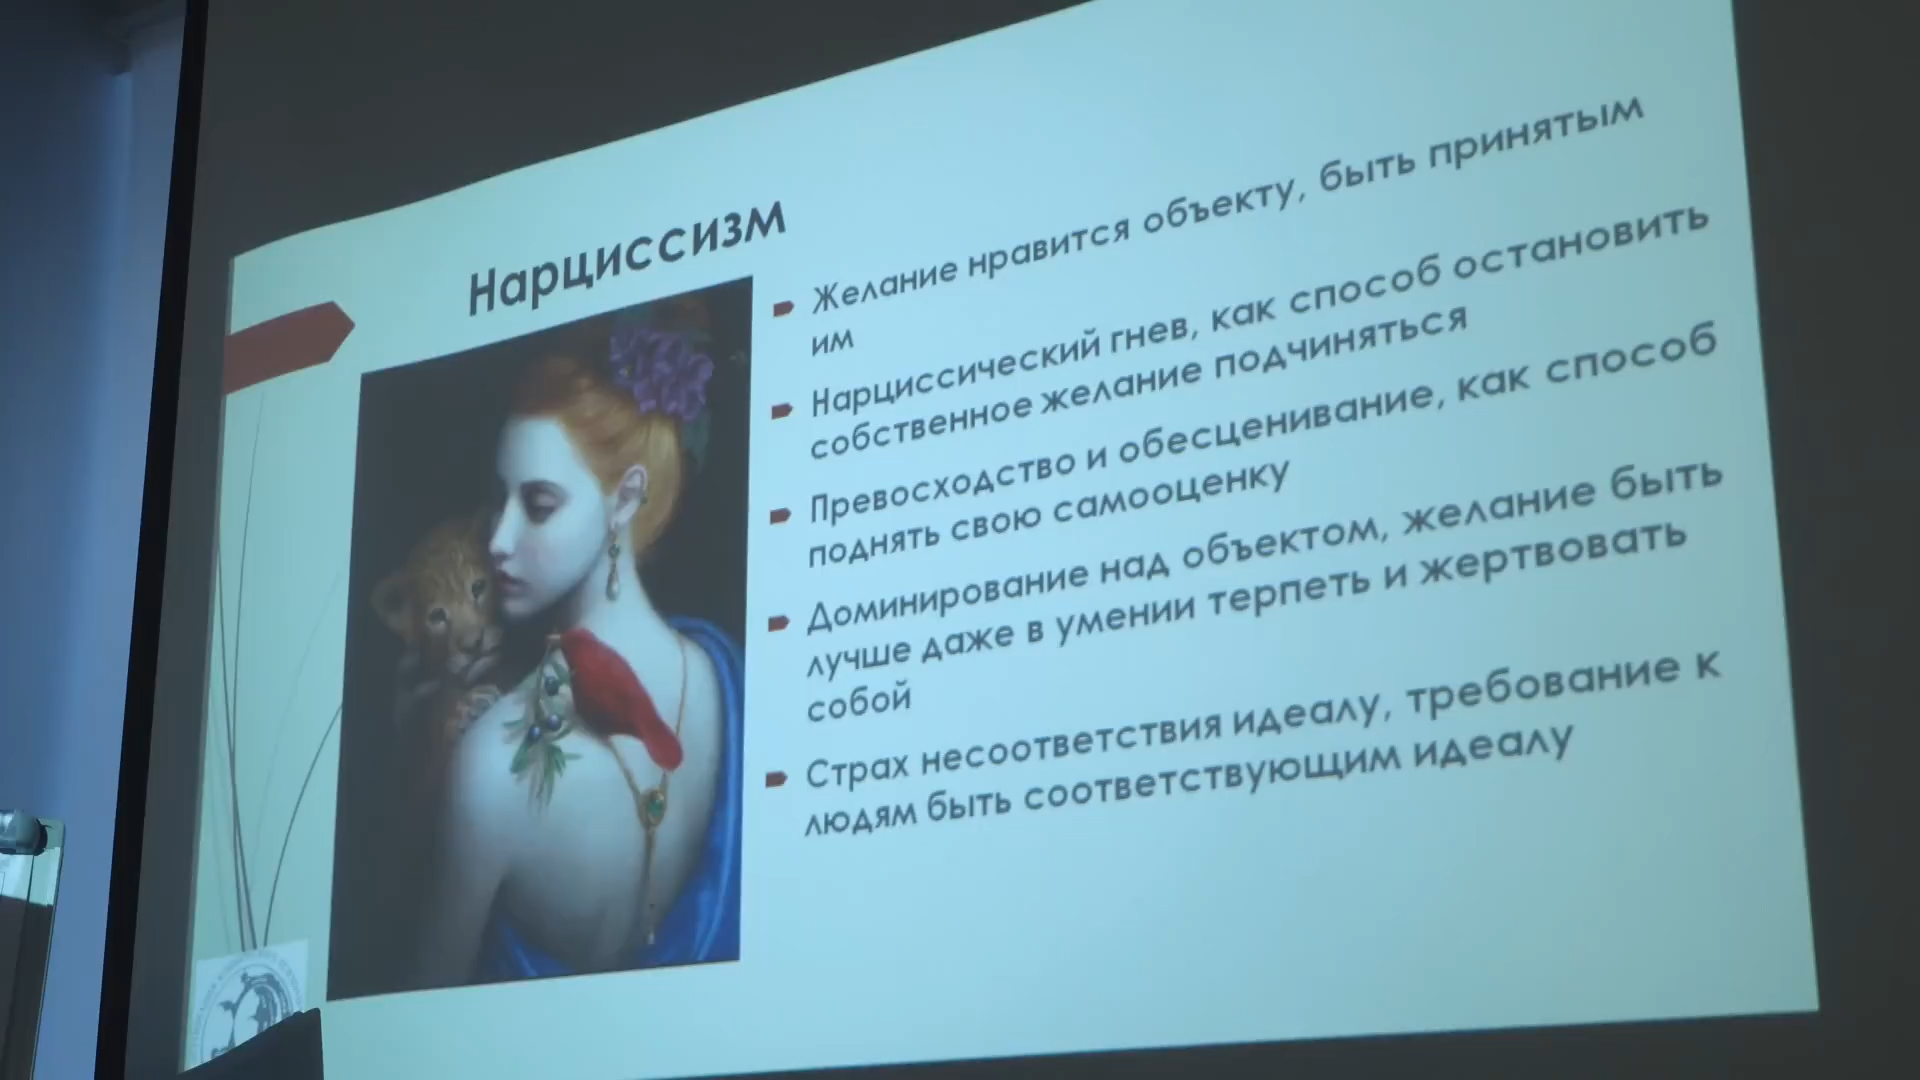 Нарциссизм
Желание нравится объекту, быть принятым
им
Нарциссический гнев, как способ остановить
собственное желание подчиняться
Превосходство и обесценивание, как способ
поднять свою самооценку
Доминирование над объектом, желание быть
лучше даже в умении терпеть и жертвовать
собой
Страх несоответствия идеалу, требование к
людям быть соответствующим идеалу